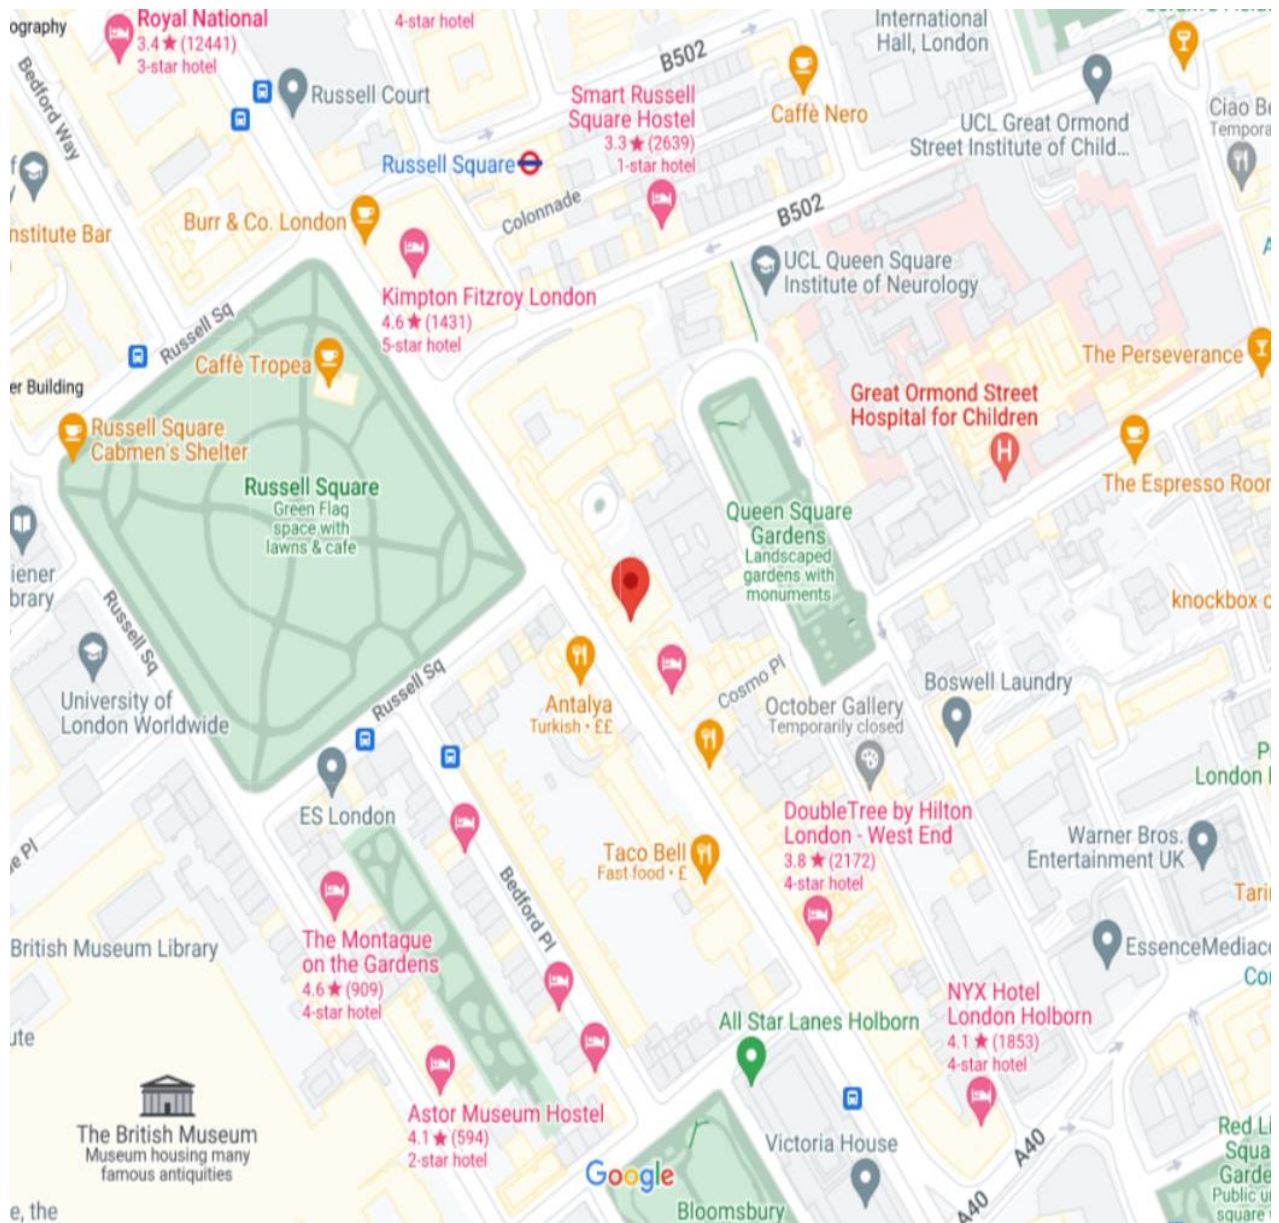 ography
Royal National
3.4★(12441)
3-star hotel
4-star hotel
International
Hall, London
B502
Bedford Way
Russell Court
Smart Russell
Square Hostel
3.3★(2639)
1-star hotel
Caffè Nero
UCL Great Ormond
Street Institute of Child...
Ciao Be
Tempora
Russell Square
Colonnade
B502
Burr & Co. London
nstitute Bar
UCL Queen Square
Institute of Neurology
Kimpton Fitzroy London
4.6★(1431)
5-star hotel
Russell Sq
Caffè Tropea
er Building
The Perseverance
Great Ormond Street
Hospital for Children
H
Russell Square
Cabmen's Shelter
The Espresso Roor
Russell Square
Green Flag
space with
lawns & cafe
Queen Square
Gardens
Landscaped
gardens with
monuments
iener
brary
knockbox c
Russell Sq
University of
London Worldwide
Russell Sq
Antalya
Turkish · ££
Cosmo Pl
October Gallery
Temporarily closed
Boswell Laundry
P
London
ES London
e Pl
DoubleTree by Hilton
London - West End
3.8★(2172)
4-star hotel
Taco Bell
Fast food · £
Warner Bros.
Entertainment UK
Tari
Bedford Pl
British Museum Library
The Montague
on the Gardens
4.6★(909)
4-star hotel
EssenceMediac
Co
NYX Hotel
London Holborn
4.1★(1853)
4-star hotel
ute
All Star Lanes Holborn
Astor Museum Hostel
4.1★(594)
2-star hotel
The British Museum
Museum housing many
famous antiquities
Victoria House
A40
Red Li
Squa
Garde
Public u
square
Google
Bloomsbury
A40
e, the